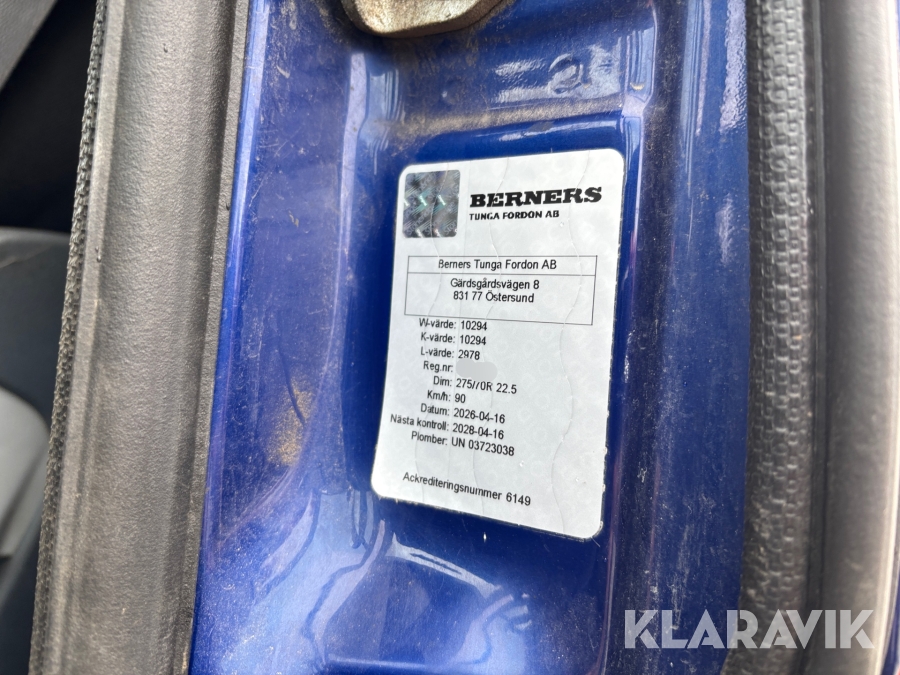 BERNERS
TUNGA FORDON AB
Berners Tunga Fordon AB
Gärdsgårdsvägen 8
831 77 Östersund
W-värde: 10294
K-värde: 10294
L-värde: 2978
Reg.nr:
Dim: 275/70R 22.5
Km/h: 90
Datum: 2026-04-16
Nästa kontroll: 2028-04-16
Plomber: UN 03723038
Ackrediteringsnummer 6149
KLARAVIK